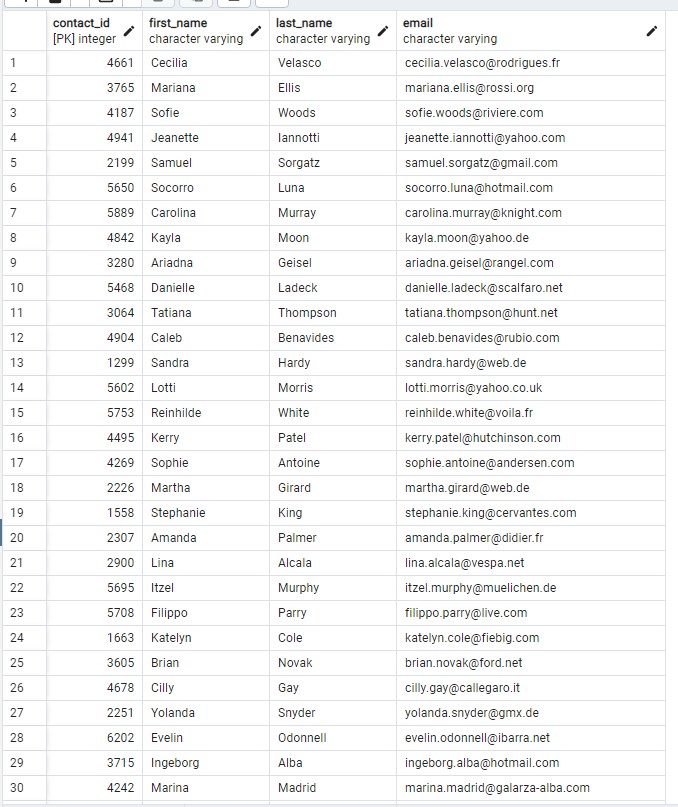 contact_id first_name last_name email
[PK] integer character varying character varying character varying
1 4661 Cecilia Velasco cecilia.velasco@rodrigues.fr
2 3765 Mariana Ellis mariana.ellis@rossi.org
3 4187 Sofie Woods sofie.woods@riviere.com
4 4941 Jeanette Iannotti jeanette.iannotti@yahoo.com
5 2199 Samuel Sorgatz samuel.sorgatz@gmail.com
6 5650 Socorro Luna socorro.luna@hotmail.com
7 5889 Carolina Murray carolina.murray@knight.com
8 4842 Kayla Moon kayla.moon@yahoo.de
9 3280 Ariadna Geisel ariadna.geisel@rangel.com
10 5468 Danielle Ladeck danielle.ladeck@scalfaro.net
11 3064 Tatiana Thompson tatiana.thompson@hunt.net
12 4904 Caleb Benavides caleb.benavides@rubio.com
13 1299 Sandra Hardy sandra.hardy@web.de
14 5602 Lotti Morris lotti.morris@yahoo.co.uk
15 5753 Reinhilde White reinhilde.white@voila.fr
16 4495 Kerry Patel kerry.patel@hutchinson.com
17 4269 Sophie Antoine sophie.antoine@andersen.com
18 2226 Martha Girard martha.girard@web.de
19 1558 Stephanie King stephanie.king@cervantes.com
20 2307 Amanda Palmer amanda.palmer@didier.fr
21 2900 Lina Alcala lina.alcala@vespa.net
22 5695 Itzel Murphy itzel.murphy@muelichen.de
23 5708 Filippo Parry filippo.parry@live.com
24 1663 Katelyn Cole katelyn.cole@fiebig.com
25 3605 Brian Novak brian.novak@ford.net
26 4678 Cilly Gay cilly.gay@callegaro.it
27 2251 Yolanda Snyder yolanda.snyder@gmx.de
28 6202 Evelin Odonnell evelin.odonnell@ibarra.net
29 3715 Ingeborg Alba ingeborg.alba@hotmail.com
30 4242 Marina Madrid marina.madrid@galarza-alba.com